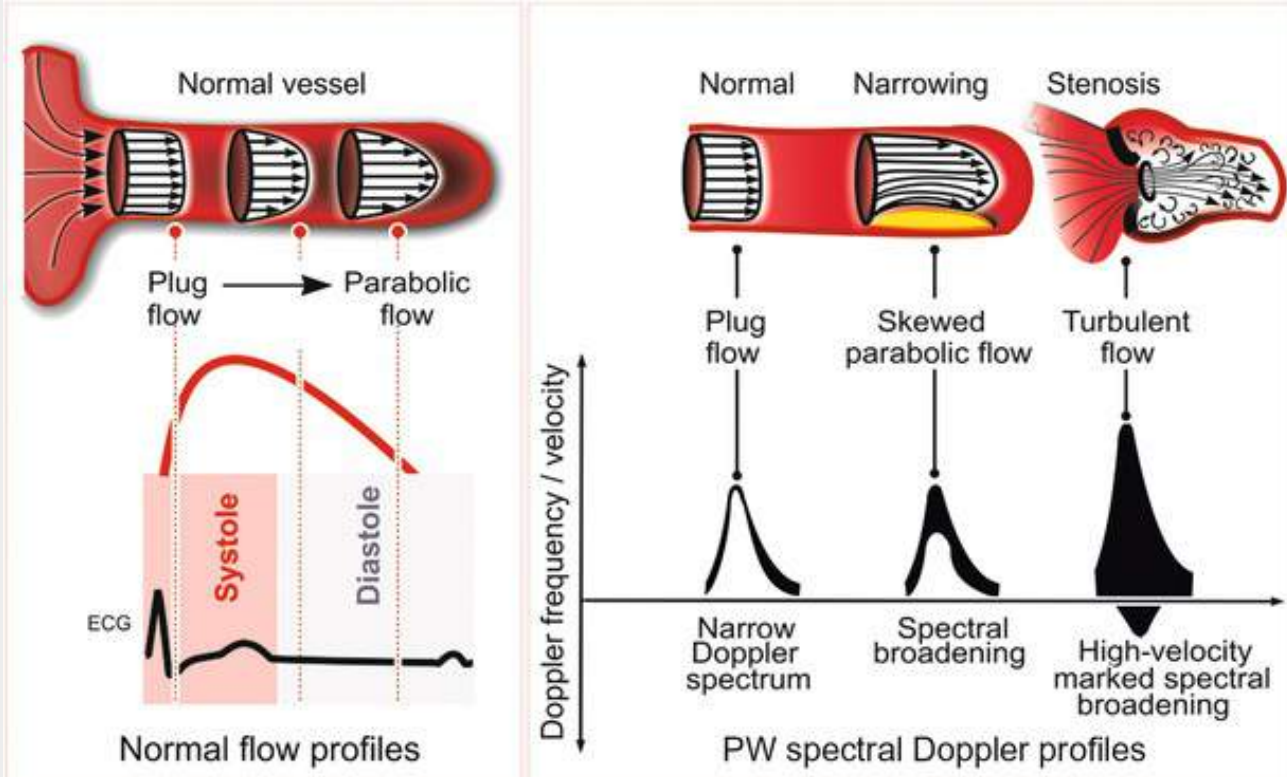 Normal vessel
Plug
flow
Parabolic
flow
Systole
Diastole
ECG
Normal flow profiles
Normal
Narrowing
Stenosis
Plug
flow
Skewed
parabolic flow
Turbulent
flow
Doppler frequency / velocity
Narrow
Doppler
spectrum
Spectral
broadening
High-velocity
marked spectral
broadening
PW spectral Doppler profiles